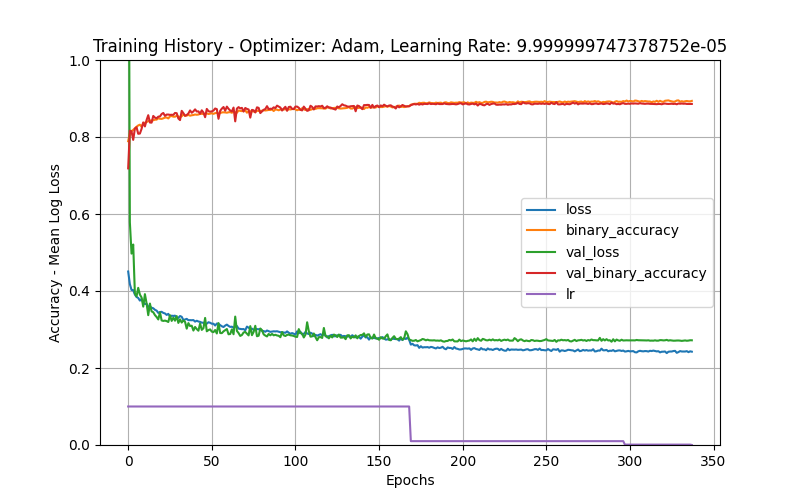 Training History - Optimizer: Adam, Learning Rate: 9.999999747378752e-05
1.0
0.8
0.6
0.4
0.2
0.0
Accuracy - Mean Log Loss
loss
binary_accuracy
val_loss
val_binary_accuracy
lr
0 50 100 150 200 250 300 350
Epochs